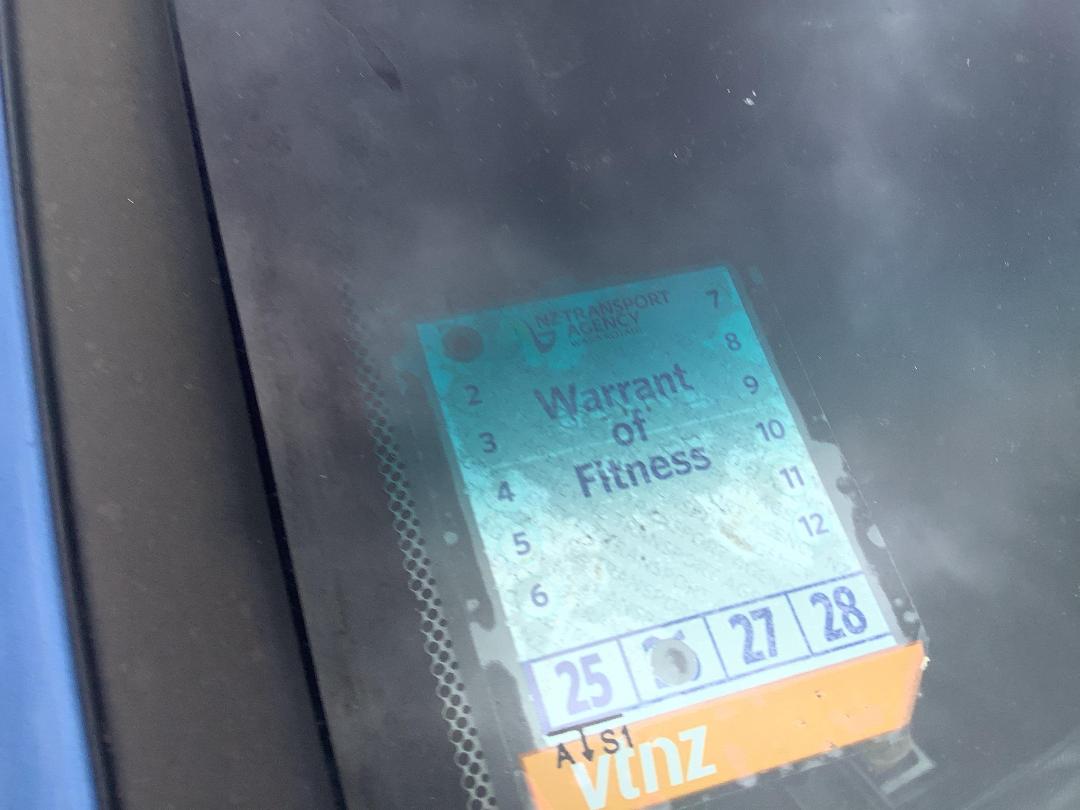 NZ TRANSPORT
AGENCY
7
8
2
Warrant
9
3
of
10
4
Fitness
11
5
12
6
25 27 28
A↓S1
vtnz